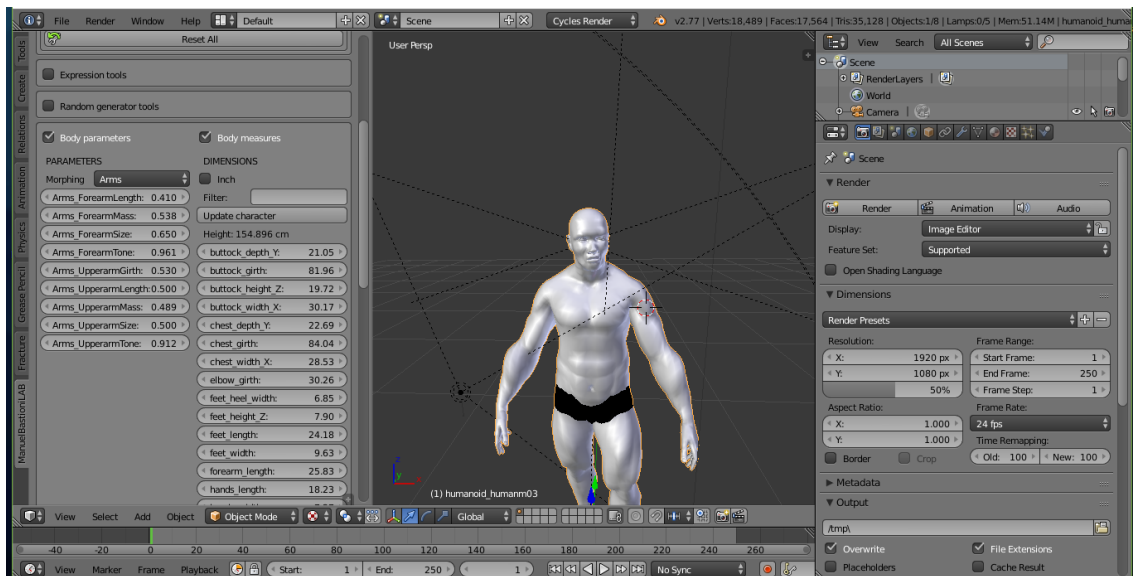 File Render Window Help Default Scene Cycles Render v2.77 | Verts:18,489 | Faces:17,564 | Tris:35,128 | Objects:1/8 | Lamps:0/5 | Mem:51.14M | humanoid_huma
Tools
Create
Relations
Animation
Physics
Grease Pencil
Fracture
ManuelBastioniLAB
Reset All
Expression tools
Random generator tools
Body parameters
Body measures
PARAMETERS
Morphing Arms
Arms_ForearmLength: 0.410
Arms_ForearmMass: 0.538
Arms_ForearmSize: 0.650
Arms_ForearmTone: 0.961
Arms_UpperarmGirth: 0.530
Arms_UpperarmLength:0.500
Arms_UpperarmMass: 0.489
Arms_UpperarmSize: 0.500
Arms_UpperarmTone: 0.912
DIMENSIONS
Inch
Filter:
Update character
Height: 154.896 cm
buttock_depth_Y: 21.05
buttock_girth: 81.96
buttock_height_Z: 19.72
buttock_width_X: 30.17
chest_depth_Y: 22.69
chest_girth: 84.04
chest_width_X: 28.53
elbow_girth: 30.26
feet_heel_width: 6.85
feet_height_Z: 7.90
feet_length: 24.18
feet_width: 9.63
forearm_length: 25.83
hands_length: 18.23
User Persp
z
y
(1) humanoid_humanm03
View Search All Scenes
Scene
RenderLayers
World
Camera
Scene
Render
Render Animation Audio
Display: Image Editor
Feature Set: Supported
Open Shading Language
Dimensions
Render Presets
Resolution:
X: 1920 px
Y: 1080 px
50%
Frame Range:
Start Frame: 1
End Frame: 250
Frame Step: 1
Aspect Ratio:
X: 1.000
Y: 1.000
Border Crop
Frame Rate:
24 fps
Time Remapping:
Old: 100 New: 100
Metadata
Output
/tmp\
Overwrite File Extensions
Placeholders Cache Result
View Select Add Object Object Mode Global
-40 -20 0 20 40 60 80 100 120 140 160 180 200 220 240 260
View Marker Frame Playback Start: 1 End: 250 1 No Sync